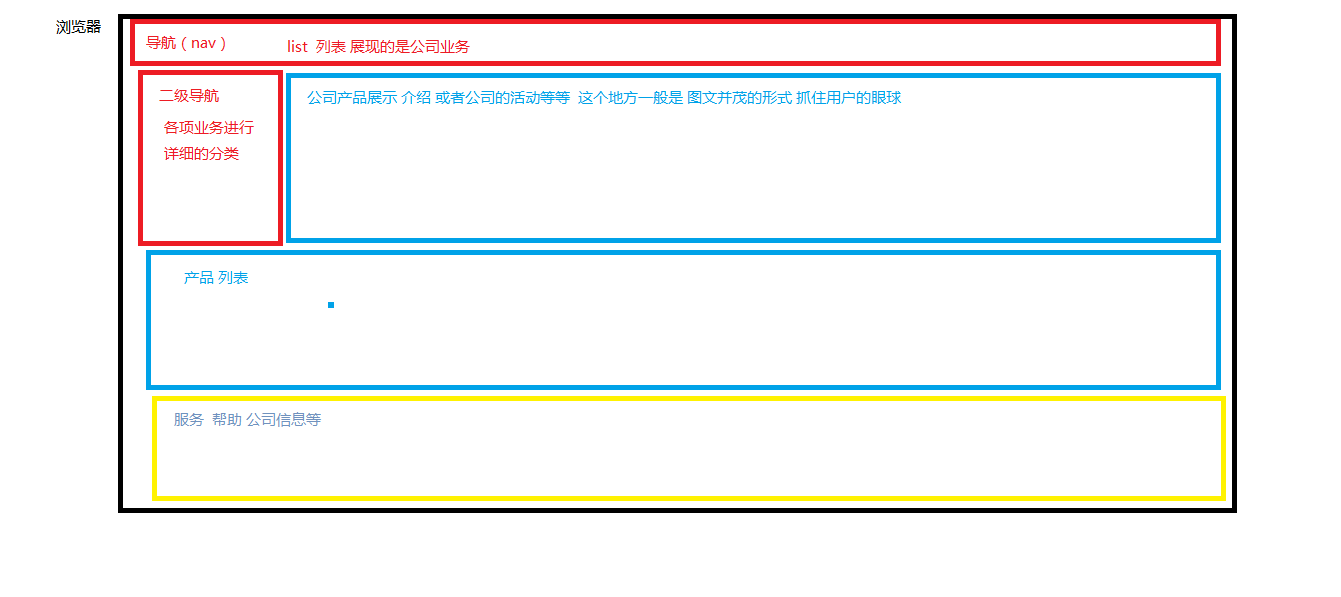 浏览器
导航（nav） list 列表 展现的是公司业务
二级导航
各项业务进行
详细的分类
公司产品展示 介绍 或者公司的活动等等 这个地方一般是 图文并茂的形式 抓住用户的眼球
产品 列表
服务 帮助 公司信息等